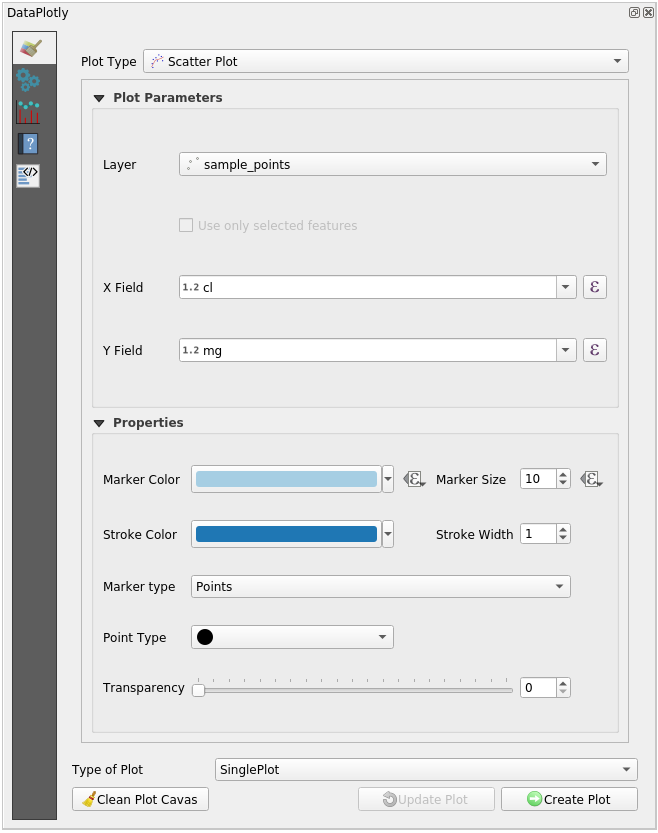 DataPlotly
Plot Type Scatter Plot
Plot Parameters
Layer sample_points
Use only selected features
X Field 1.2 cl ε
Y Field 1.2 mg ε
Properties
Marker Color ε Marker Size 10 ε
Stroke Color Stroke Width 1
Marker type Points
Point Type
Transparency 0
Type of Plot SinglePlot
Clean Plot Cavas Update Plot Create Plot